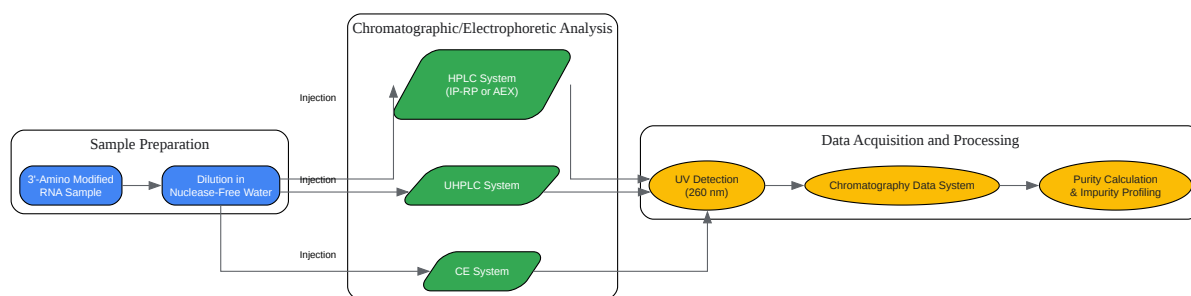 Sample Preparation
3'-Amino Modified
RNA Sample
Dilution in
Nuclease-Free Water
Injection
Injection
Injection
Chromatographic/Electrophoretic Analysis
HPLC System
(IP-RP or AEX)
UHPLC System
CE System
Data Acquisition and Processing
UV Detection
(260 nm)
Chromatography Data System
Purity Calculation
& Impurity Profiling